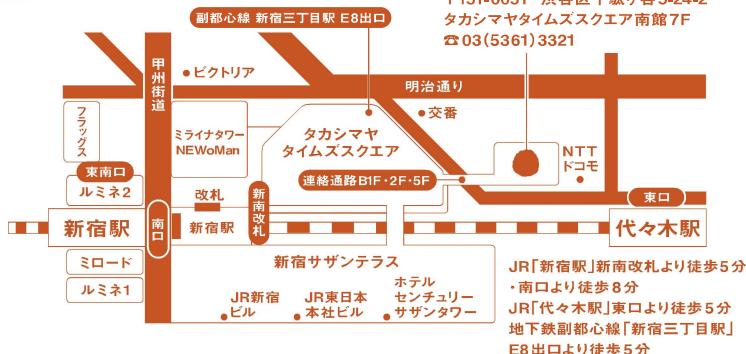 〒151-0051 渋谷区千駄ヶ谷5-24-2
タカシマヤタイムズスクエア南館7F
☎03(5361)3321
副都心線 新宿三丁目駅 E8出口
甲州街道
ビクトリア
明治通り
交番
フラッグス
ミライナタワー
NEWoMan
タカシマヤ
タイムズスクエア
NTT
ドコモ
東南口
ルミネ2
連絡通路B1F・2F・5F
改札
新南改札
東口
新宿駅
南口
新宿駅
代々木駅
ミロード
ルミネ1
新宿サザンテラス
JR新宿
ビル
JR東日本
本社ビル
ホテル
センチュリー
サザンタワー
JR「新宿駅」新南改札より徒歩5分
・南口より徒歩8分
JR「代々木駅」東口より徒歩5分
地下鉄副都心線「新宿三丁目駅」
E8出口より徒歩5分